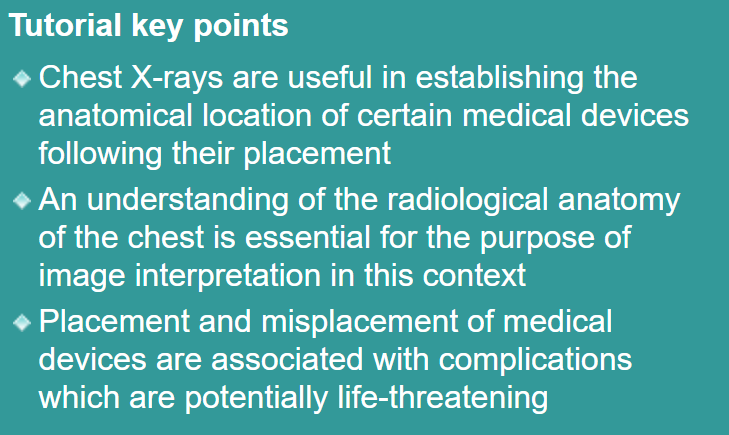 Tutorial key points
Chest X-rays are useful in establishing the
anatomical location of certain medical devices
following their placement
An understanding of the radiological anatomy
of the chest is essential for the purpose of
image interpretation in this context
Placement and misplacement of medical
devices are associated with complications
which are potentially life-threatening